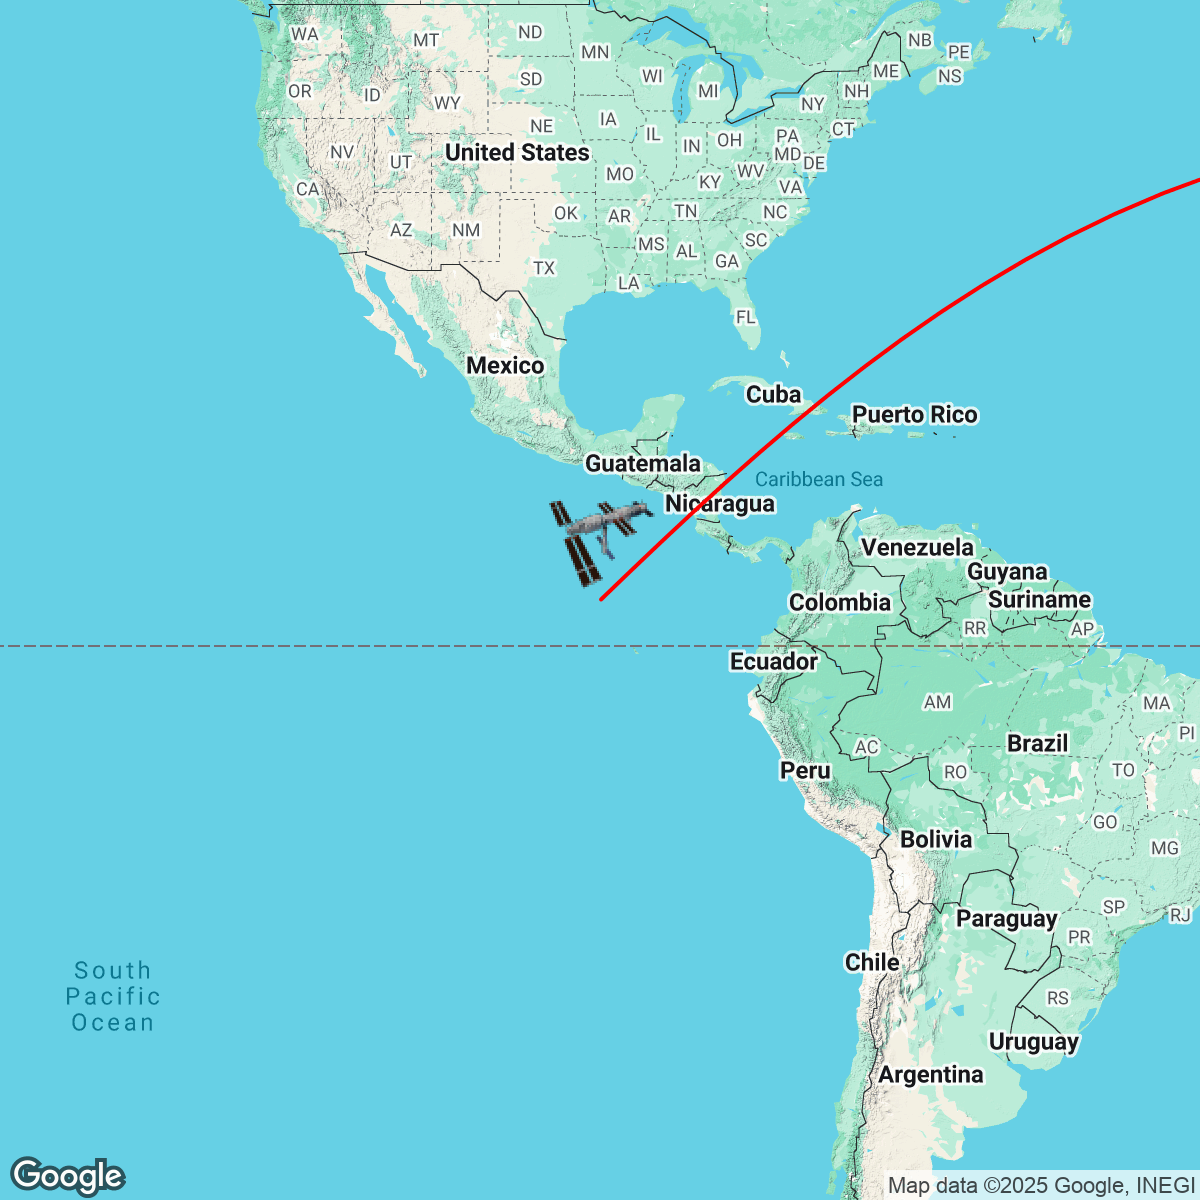 WA
MT
ND
MN
NB
PE
OR
ID
SD
WI
MI
ME
NS
WY
NH
NY
NE
IA
IL
IN
OH
PA
CT
NV
UT
United States
MD
DE
CA
MO
KY
WV
VA
AZ
NM
OK
AR
TN
NC
MS
AL
SC
GA
TX
LA
FL
Mexico
Cuba
Puerto Rico
Guatemala
Caribbean Sea
Nicaragua
Venezuela
Guyana
Colombia
Suriname
RR
AP
Ecuador
AM
MA
PI
AC
Brazil
Peru
RO
TO
GO
Bolivia
MG
SP
RJ
Paraguay
PR
Chile
South
Pacific
Ocean
RS
Uruguay
Argentina
Google
Map data ©2025 Google, INEGI